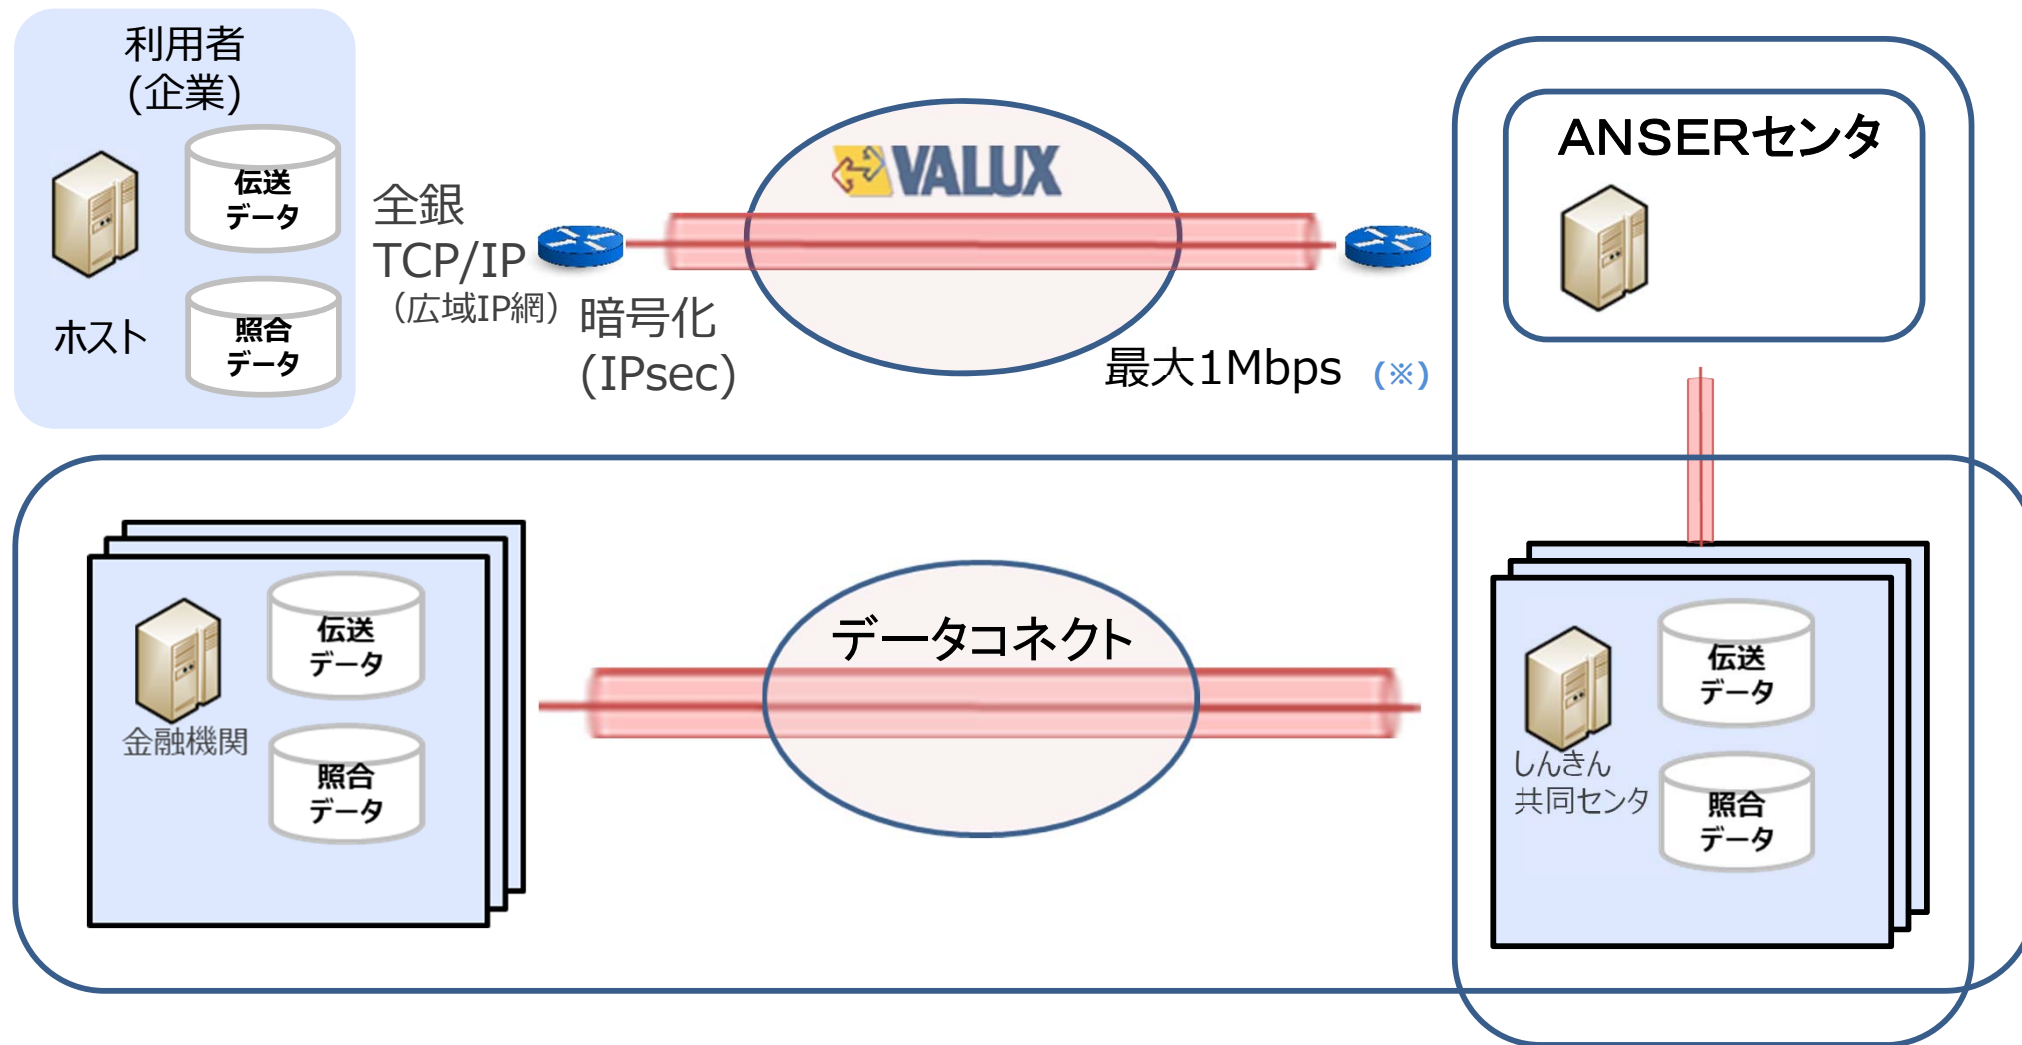 利用者
(企業)
伝送
データ
照合
データ
ホスト
全銀
TCP/IP
（広域IP網）
暗号化
(IPsec)
VALUX
最大1Mbps (※)
ANSERセンタ
伝送
データ
金融機関
照合
データ
データコネクト
伝送
データ
しんきん
共同センタ
照合
データ